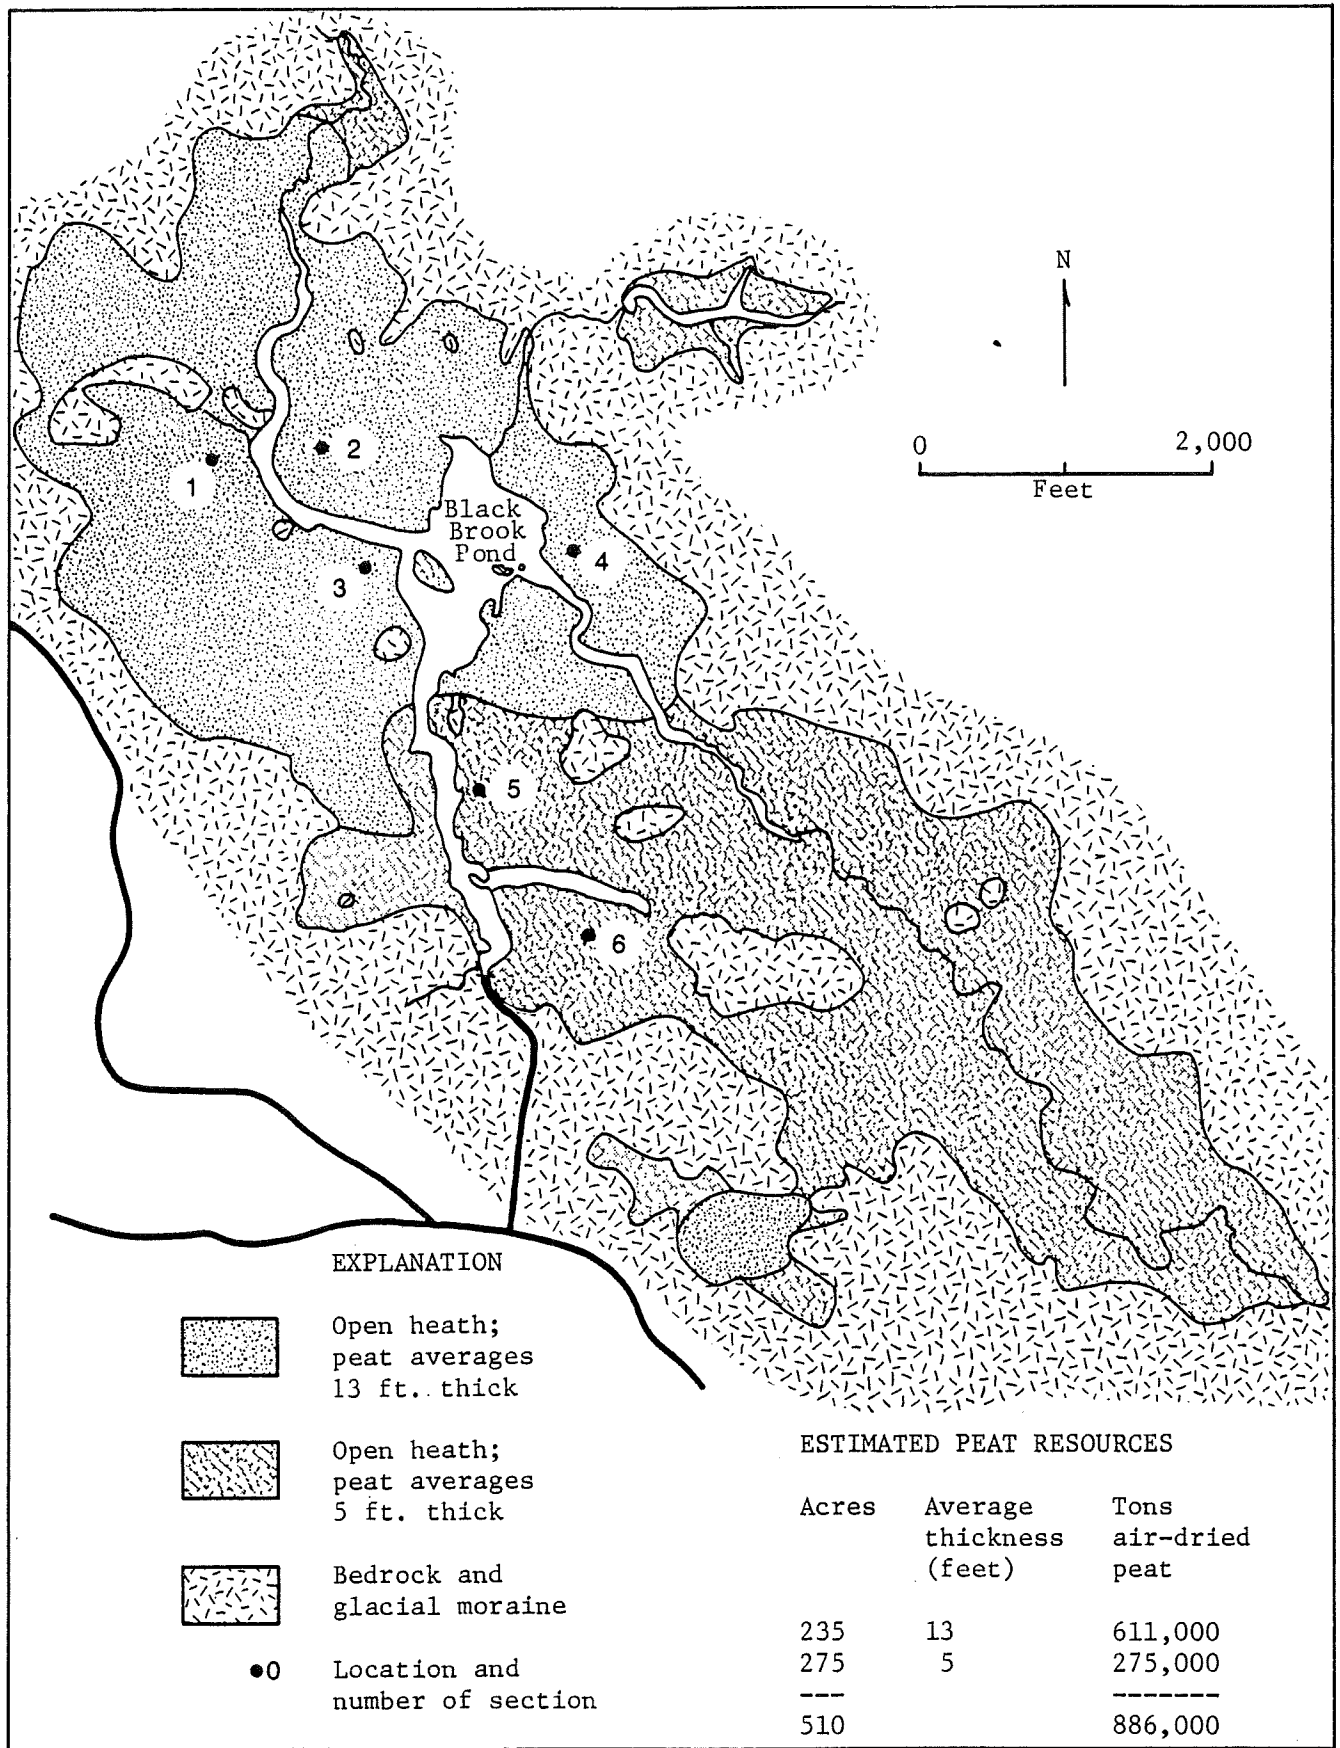 N
0 2,000
Feet
2
1
Black
Brook
Pond
4
3
5
6
EXPLANATION
Open heath;
peat averages
13 ft. thick
Open heath;
peat averages
5 ft. thick
Bedrock and
glacial moraine
0 Location and
number of section
ESTIMATED PEAT RESOURCES
Acres Average Tons
thickness air-dried
(feet) peat
235 13 611,000
275 5 275,000
--- -------
510 886,000